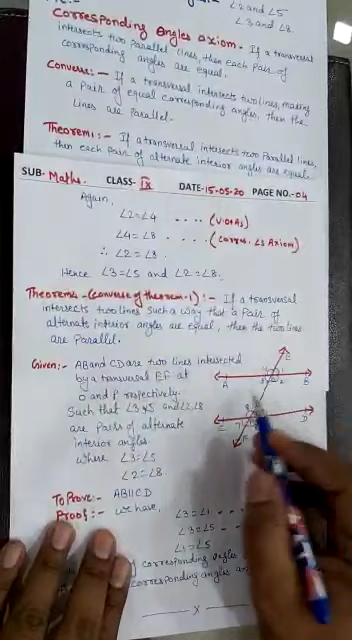 ∠2 and ∠5
∠3 and ∠8.
Corresponding Angles axiom - If a transversal
intersects two Parallel lines, then each Pair of
corresponding angles are equal.
Converse:- If a transversal intersects two lines, making
a Pair of equal corresponding angles, then the
Lines are Parallel.
Theorem1:- If a transversal intersects two Parallel lines,
then each Pair of alternate interior angles are equal
SUB- Maths. CLASS- IX DATE-15-05-20 PAGE NO.-04
Again,
∠2=∠4 .... (V.O∠s)
∠4=∠8 .... (corres. ∠s Axiom)
∴ ∠2=∠8
Hence ∠3=∠5 and ∠2=∠8.
Theorem2-(converse of theorem-1):- If a transversal
intersects two lines such a way that a Pair of
alternate interior angles are equal, then the two lines
are Parallel.
Given:- AB and CD are two lines intersected
by a transversal EF at
O and P respectively.
Such that ∠3 &5 and ∠2,∠8
are Pairs of alternate
interior angles.
where ∠3=∠5
∠2=∠8
E
A
B
D
To Prove:- AB||CD
Proof:- we have,
∠3=∠1
∠3=∠5
∠1=∠5
of corresponding angles
corresponding angles
x